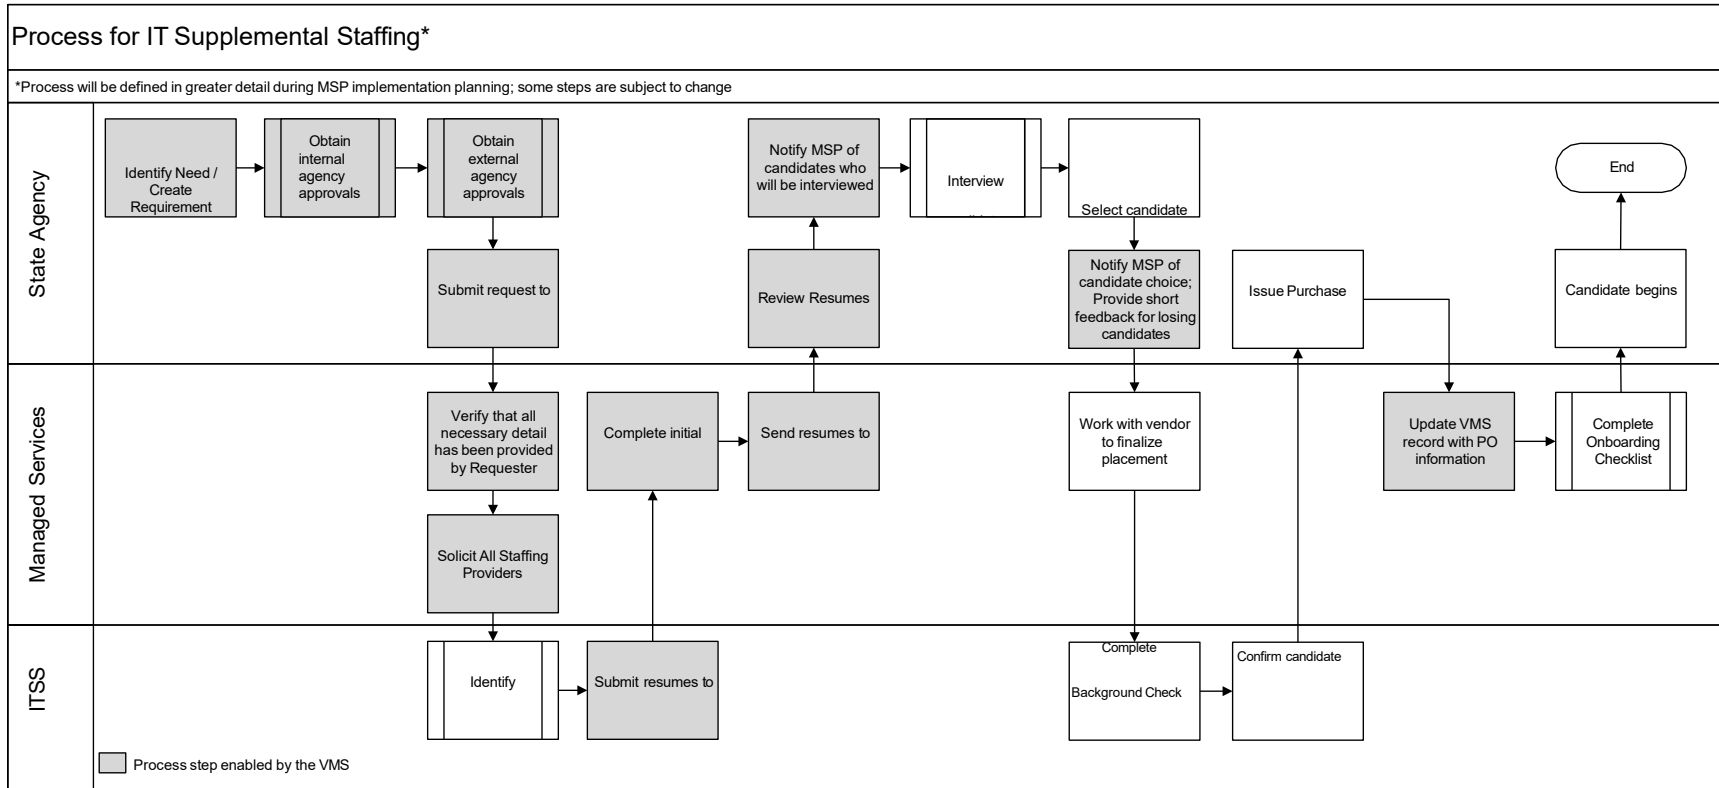 Process for IT Supplemental Staffing*
*Process will be defined in greater detail during MSP implementation planning; some steps are subject to change
State Agency
Identify Need /
Create
Requirement
Obtain
internal
agency
approvals
Obtain
external
agency
approvals
Submit request to
Notify MSP of
candidates who
will be interviewed
Review Resumes
Interview
Select candidate
Notify MSP of
candidate choice;
Provide short
feedback for losing
candidates
Issue Purchase
End
Candidate begins
Managed Services
Verify that all
necessary detail
has been provided
by Requester
Solicit All Staffing
Providers
Complete initial
Send resumes to
Work with vendor
to finalize
placement
Update VMS
record with PO
information
Complete
Onboarding
Checklist
ITSS
Identify
Submit resumes to
Complete
Background Check
Confirm candidate
Process step enabled by the VMS